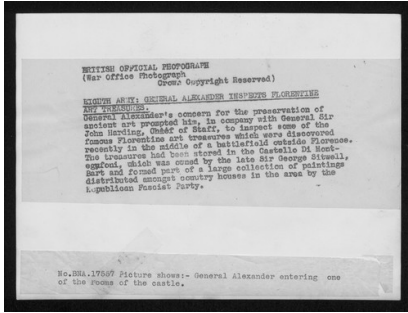 BRITISH OFFICIAL PHOTOGRAPH
(War Office Photograph
Crown Copyright Reserved)
EIGHTH ARMY: GENERAL ALEXANDER INSPECTS FLORENTINE
ART TREASURES.
General Alexander's concern for the preservation of
ancient art prompted him, in company with General Sir
John Harding, Chief of Staff, to inspect some of the
famous Florentine art treasures which were discovered
recently in the middle of a battlefield outside Florence.
The treasures had been stored in the Castello Di Mont-
egufoni, which was owned by the late Sir George Sitwell,
Bart and formed part of a large collection of paintings
distributed amongst country houses in the area by the
Republican Fascist Party.
No.BNA.17567 Picture shows:- General Alexander entering one
of the rooms of the castle.